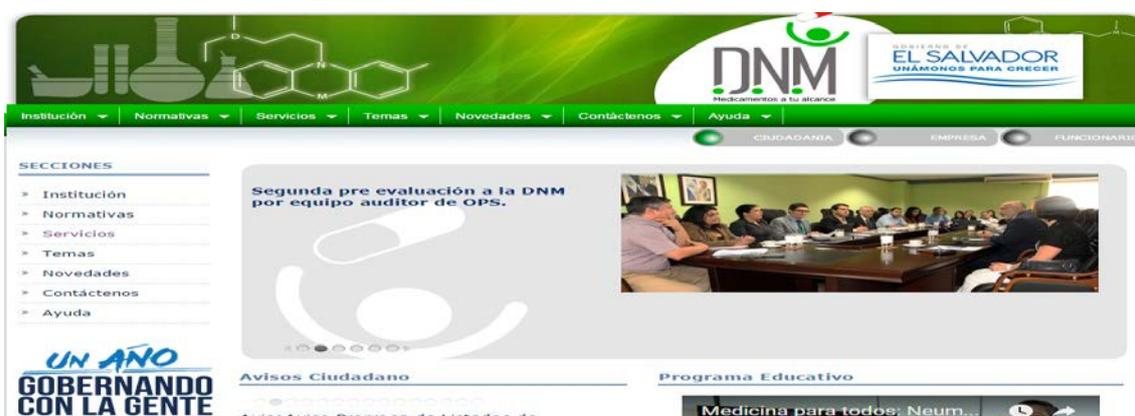 DNM
Medicamentos a tu alcance
GOBIERNO DE
EL SALVADOR
UNÁMONOS PARA CRECER
Institución
Normativas
Servicios
Temas
Novedades
Contáctenos
Ayuda
CIUDADANIA
EMPRESA
FUNCIONARIO
SECCIONES
» Institución
» Normativas
» Servicios
» Temas
» Novedades
» Contáctenos
» Ayuda
Segunda pre evaluación a la DNM
por equipo auditor de OPS.
UN AÑO
GOBERNANDO
CON LA GENTE
Avisos Ciudadano
Programa Educativo
Medicina para todos: Neum...